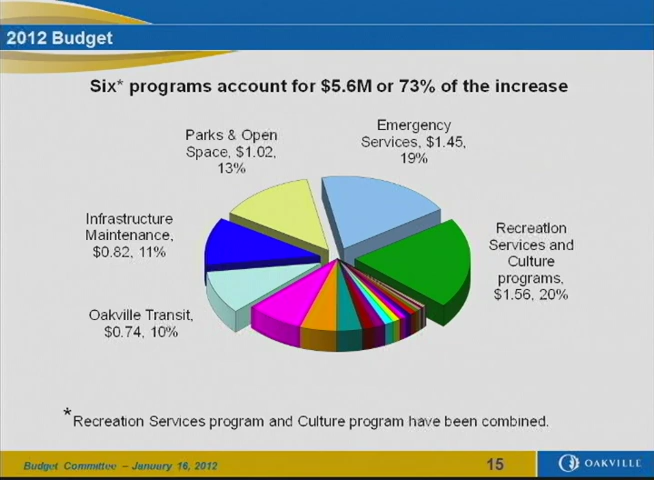 2012 Budget
Six* programs account for $5.6M or 73% of the increase
Parks & Open
Space, $1.02,
13%
Emergency
Services, $1.45,
19%
Infrastructure
Maintenance,
$0.82, 11%
Recreation
Services and
Culture
programs,
$1.56, 20%
Oakville Transit,
$0.74, 10%
*Recreation Services program and Culture program have been combined.
Budget Committee – January 16, 2012
15
OAKVILLE